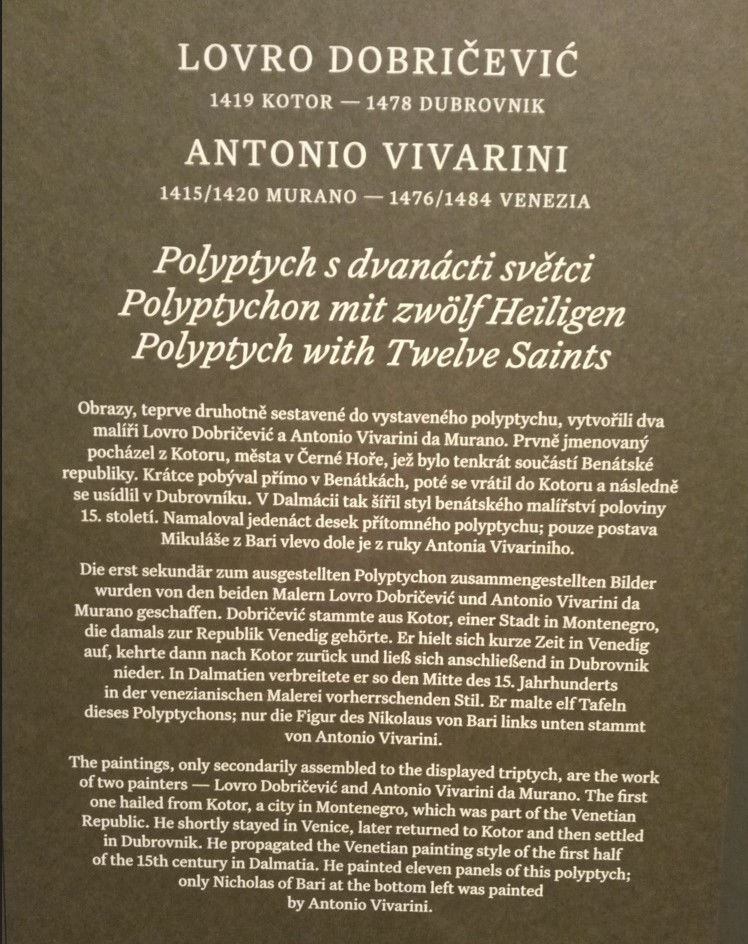 LOVRO DOBRIČEVIĆ
1419 KOTOR — 1478 DUBROVNIK
ANTONIO VIVARINI
1415/1420 MURANO — 1476/1484 VENEZIA
Polyptych s dvanácti světci
Polyptychon mit zwölf Heiligen
Polyptych with Twelve Saints
Obrazy, teprve druhotně sestavené do vystaveného polyptychu, vytvořili dva
malíři Lovro Dobričević a Antonio Vivarini da Murano. Prvně jmenovaný
pocházel z Kotoru, města v Černé Hoře, jež bylo tenkrát součástí Benátské
republiky. Krátce pobýval přímo v Benátkách, poté se vrátil do Kotoru a následně
se usídlil v Dubrovníku. V Dalmácii tak šířil styl benátského malířství poloviny
15. století. Namaloval jedenáct desek přítomného polyptychu; pouze postava
Mikuláše z Bari vlevo dole je z ruky Antonia Vivariniho.
Die erst sekundär zum ausgestellten Polyptychon zusammengestellten Bilder
wurden von den beiden Malern Lovro Dobričević und Antonio Vivarini da
Murano geschaffen. Dobričević stammte aus Kotor, einer Stadt in Montenegro,
die damals zur Republik Venedig gehörte. Er hielt sich kurze Zeit in Venedig
auf, kehrte dann nach Kotor zurück und ließ sich anschließend in Dubrovnik
nieder. In Dalmatien verbreitete er so den Mitte des 15. Jahrhunderts
in der venezianischen Malerei vorherrschenden Stil. Er malte elf Tafeln
dieses Polyptychons; nur die Figur des Nikolaus von Bari links unten stammt
von Antonio Vivarini.
The paintings, only secondarily assembled to the displayed triptych, are the work
of two painters — Lovro Dobričević and Antonio Vivarini da Murano. The first
one hailed from Kotor, a city in Montenegro, which was part of the Venetian
Republic. He shortly stayed in Venice, later returned to Kotor and then settled
in Dubrovnik. He propagated the Venetian painting style of the first half
of the 15th century in Dalmatia. He painted eleven panels of this polyptych;
only Nicholas of Bari at the bottom left was painted
by Antonio Vivarini.